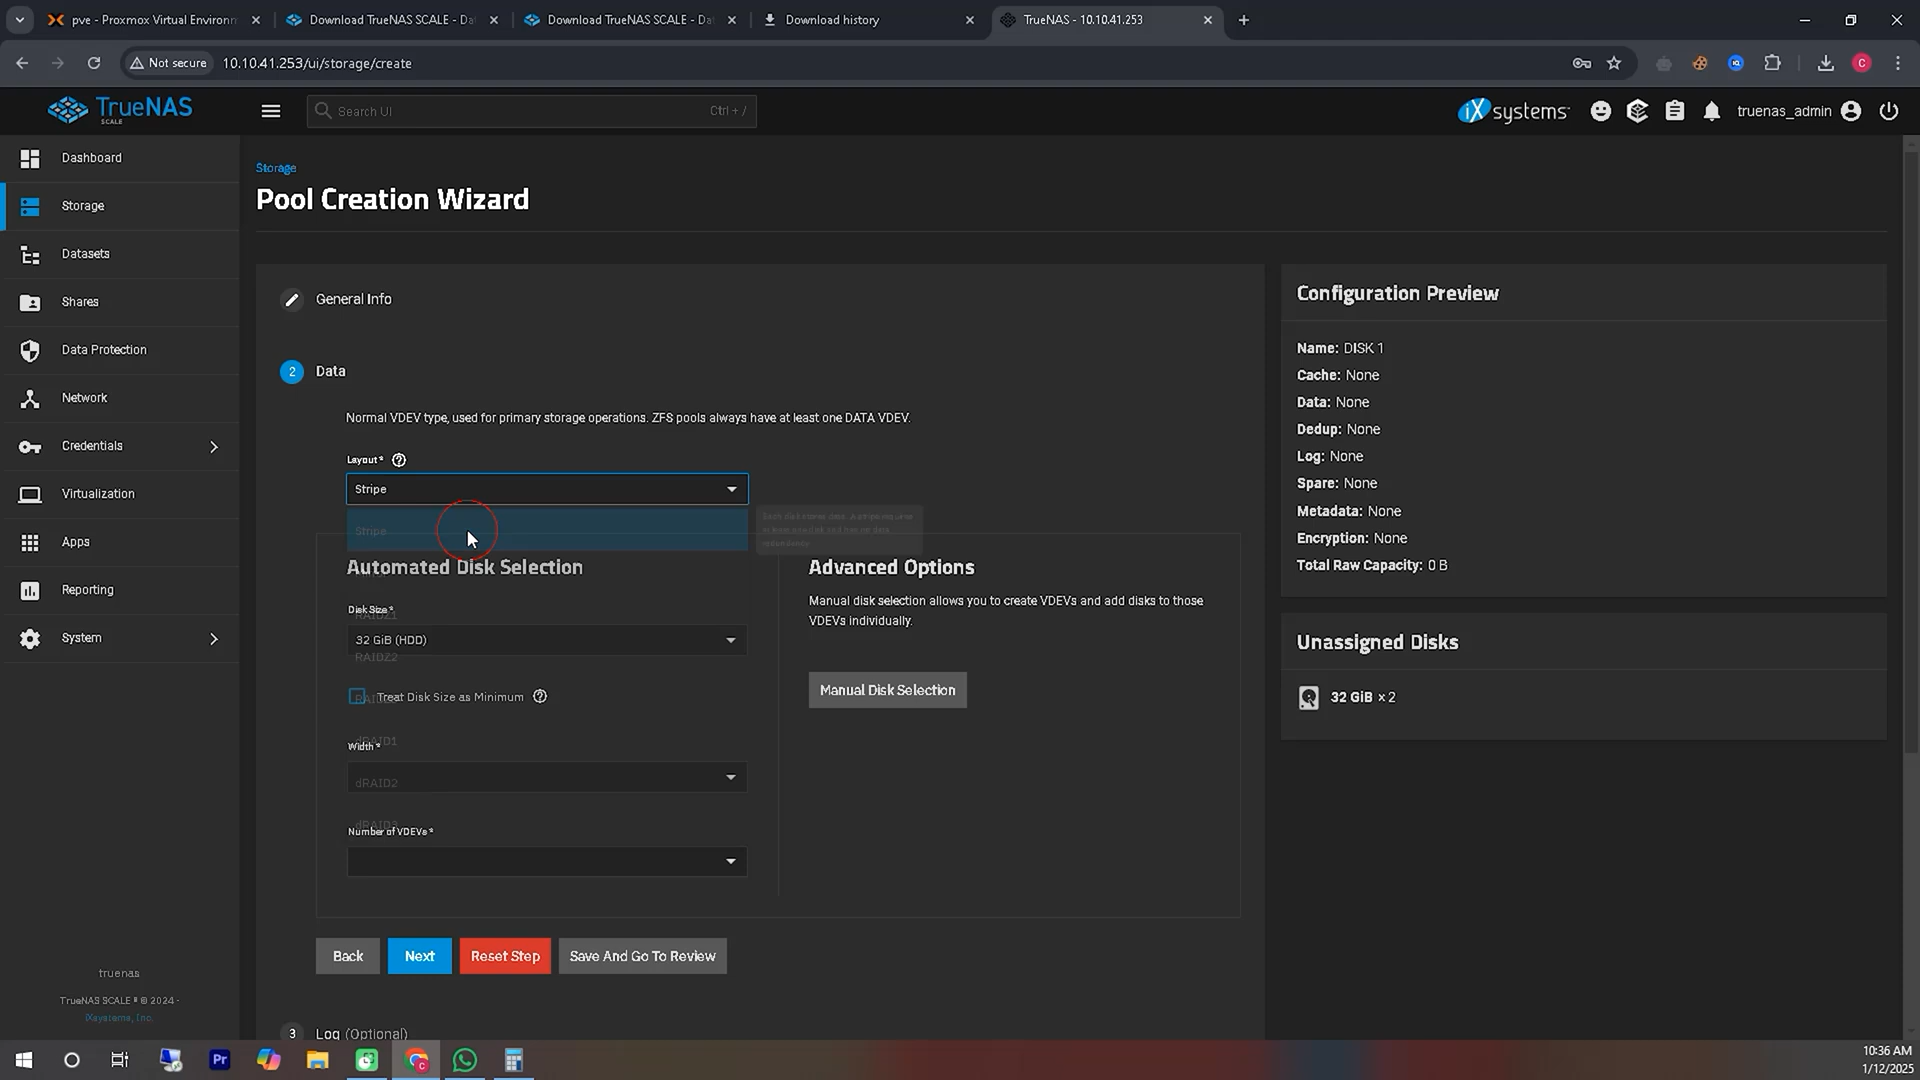 pve - Proxmox Virtual Environm
Download TrueNAS SCALE - Da
Download TrueNAS SCALE - Da
Download history
TrueNAS - 10.10.41.253
Not secure
10.10.41.253/ui/storage/create
C
TrueNAS
SCALE
Search UI
Ctrl + /
iXsystems
truenas_admin
Dashboard
Storage
Datasets
Shares
Data Protection
Network
Credentials
Virtualization
Apps
Reporting
System
truenas
TrueNAS SCALE ® © 2024 -
iXsystems, Inc.
Storage
Pool Creation Wizard
General Info
2
Data
Normal VDEV type, used for primary storage operations. ZFS pools always have at least one DATA VDEV.
Layout *
Stripe
Stripe
Automated Disk Selection
Disk Size *
RAIDZ1
32 GiB (HDD)
RAIDZ2
Treat Disk Size as Minimum
dRAID1
Width *
dRAID2
dRAID3
Number of VDEVs *
Advanced Options
Manual disk selection allows you to create VDEVs and add disks to those
VDEVs individually.
Manual Disk Selection
Back
Next
Reset Step
Save And Go To Review
3
Log (Optional)
Configuration Preview
Name: DISK 1
Cache: None
Data: None
Dedup: None
Log: None
Spare: None
Metadata: None
Encryption: None
Total Raw Capacity: 0 B
Unassigned Disks
32 GiB × 2
Pr
10:36 AM
1/12/2025